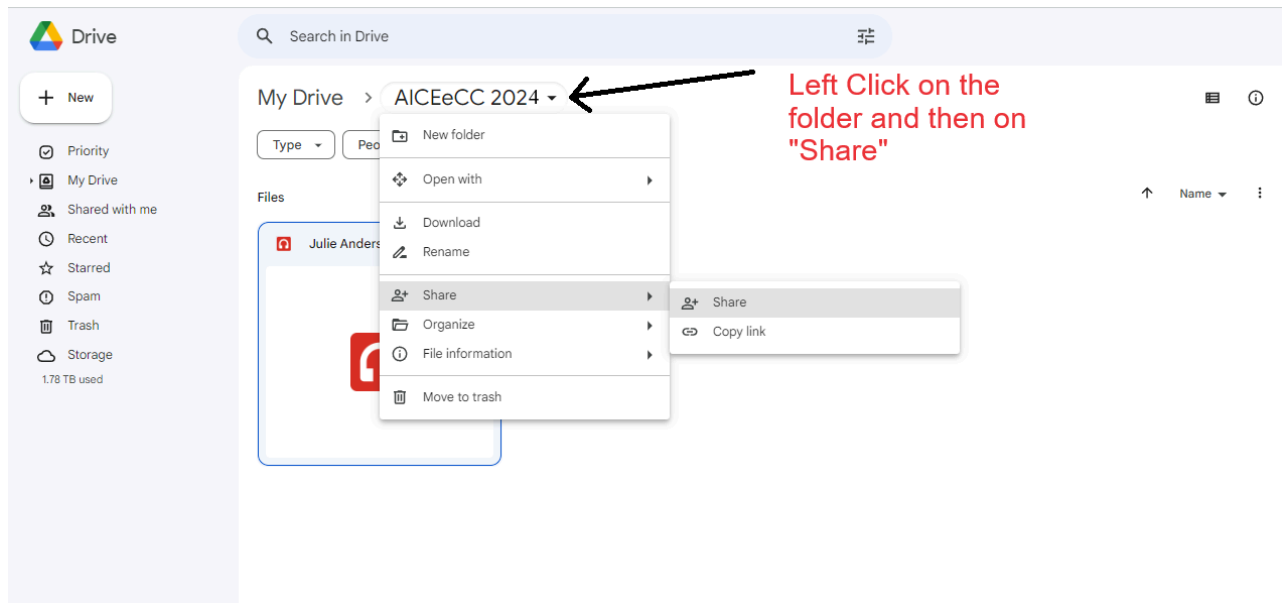 Drive
Search in Drive
New
My Drive > AICEeCC 2024
Left Click on the
folder and then on
"Share"
Type
Peo
New folder
Open with
Download
Rename
Share
Organize
File information
Move to trash
Share
Copy link
Priority
My Drive
Shared with me
Recent
Starred
Spam
Trash
Storage
1.78 TB used
Files
Name
Julie Anders